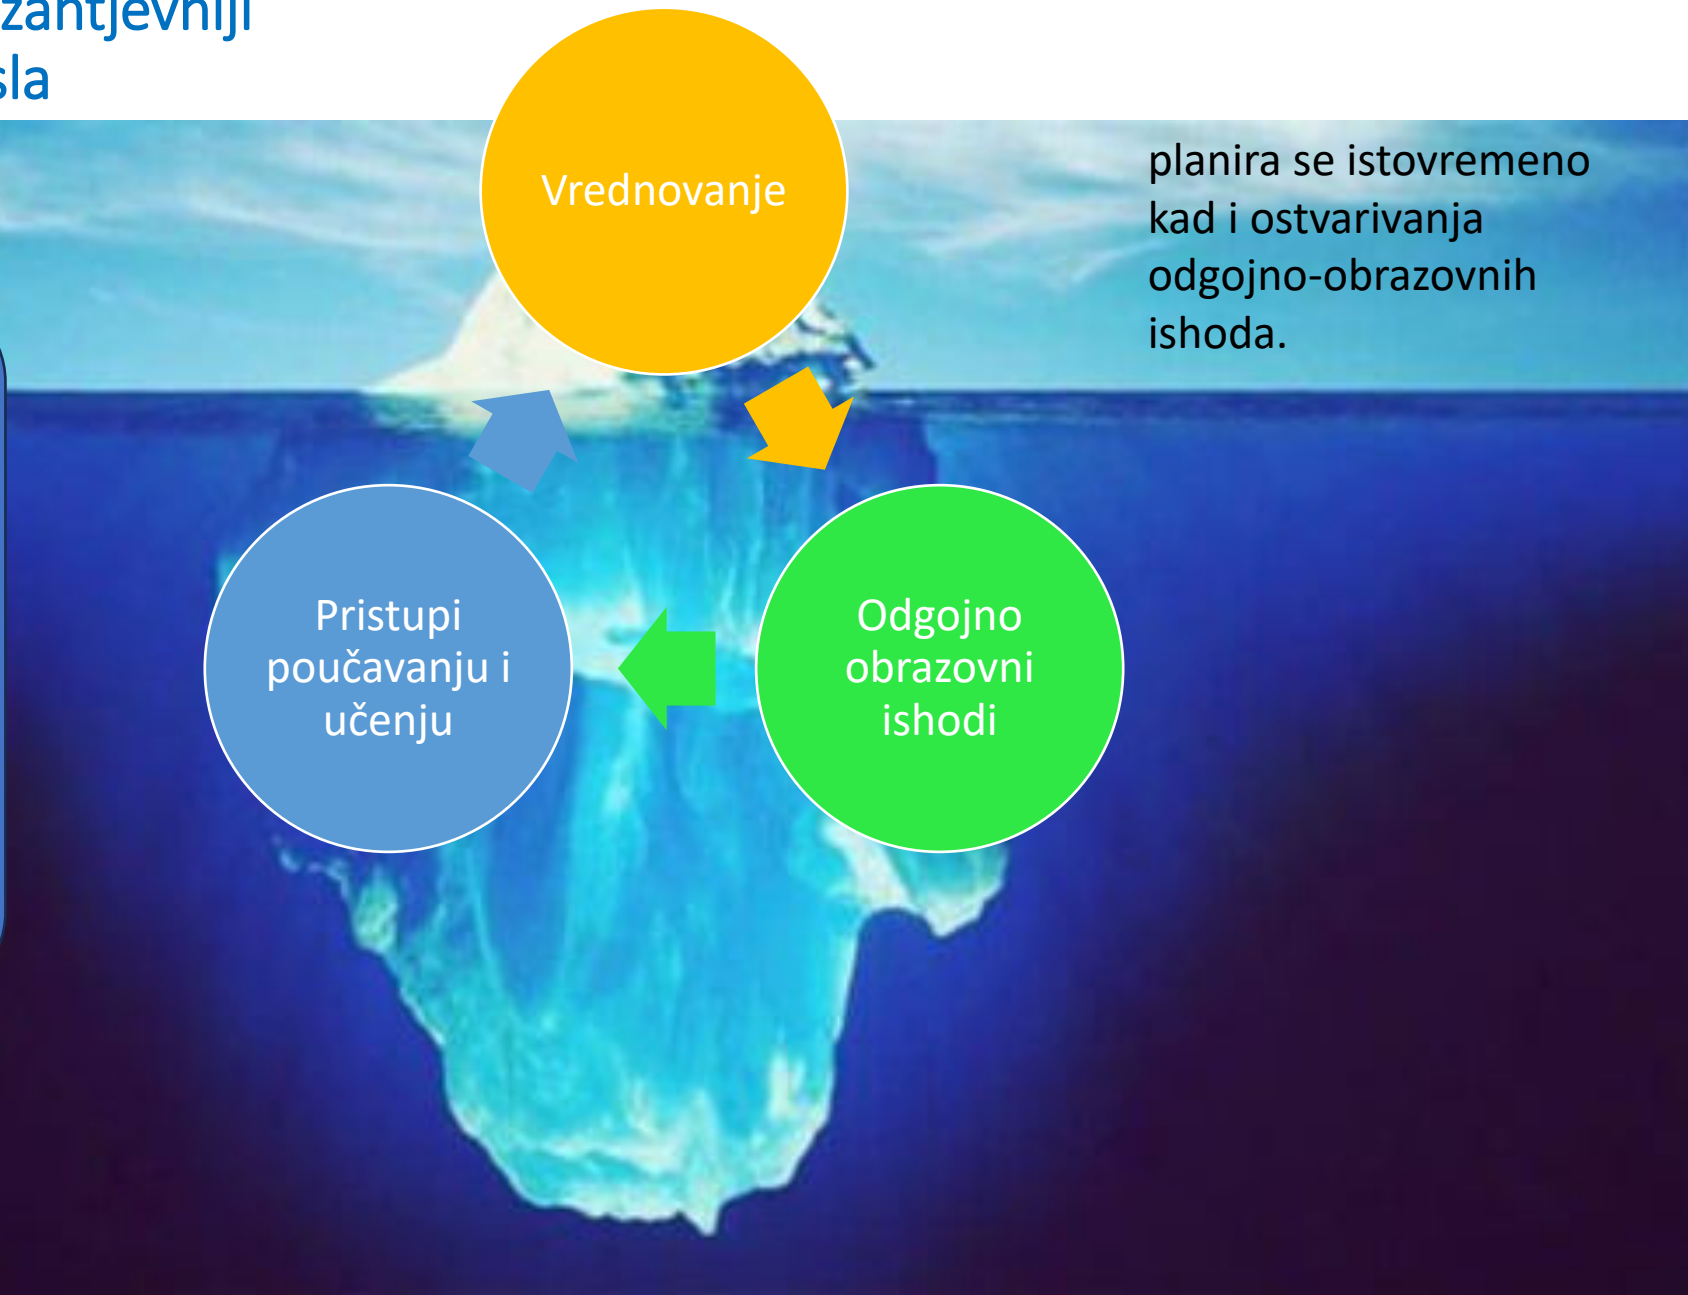 zahtjevniji
sla
Vrednovanje
planira se istovremeno
kad i ostvarivanja
odgojno-obrazovnih
ishoda.
Pristupi
poučavanju i
učenju
Odgojno
obrazovni
ishodi